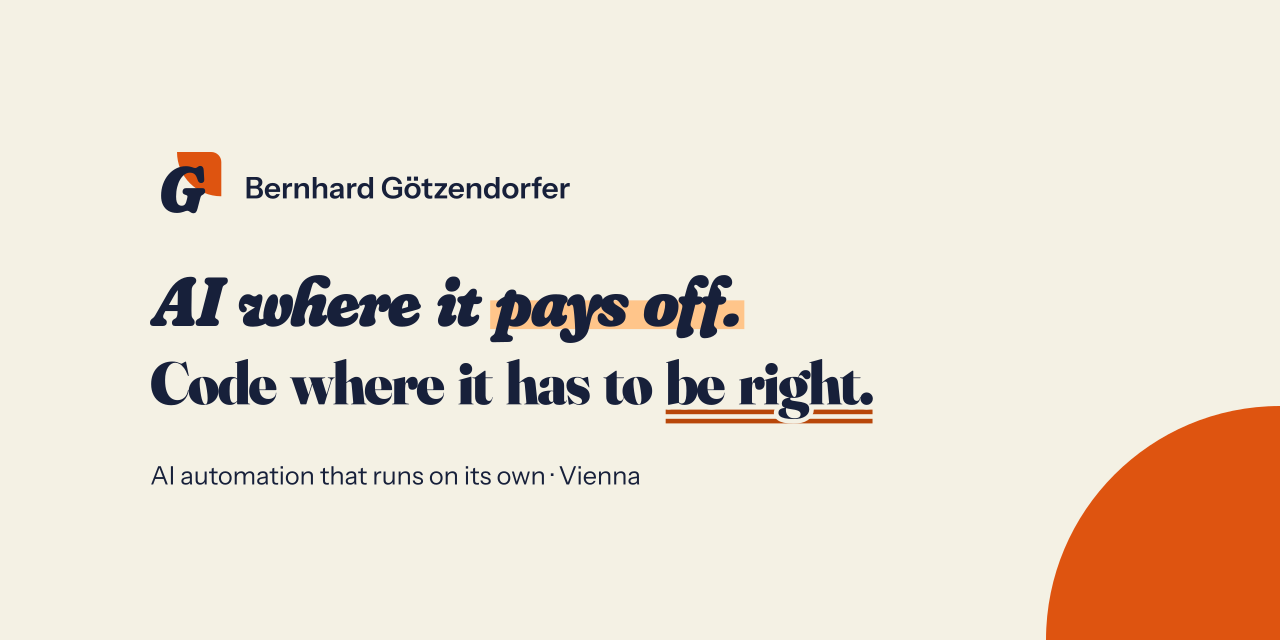 G
Bernhard Götzendorfer
AI where it pays off.
Code where it has to be right.
AI automation that runs on its own · Vienna